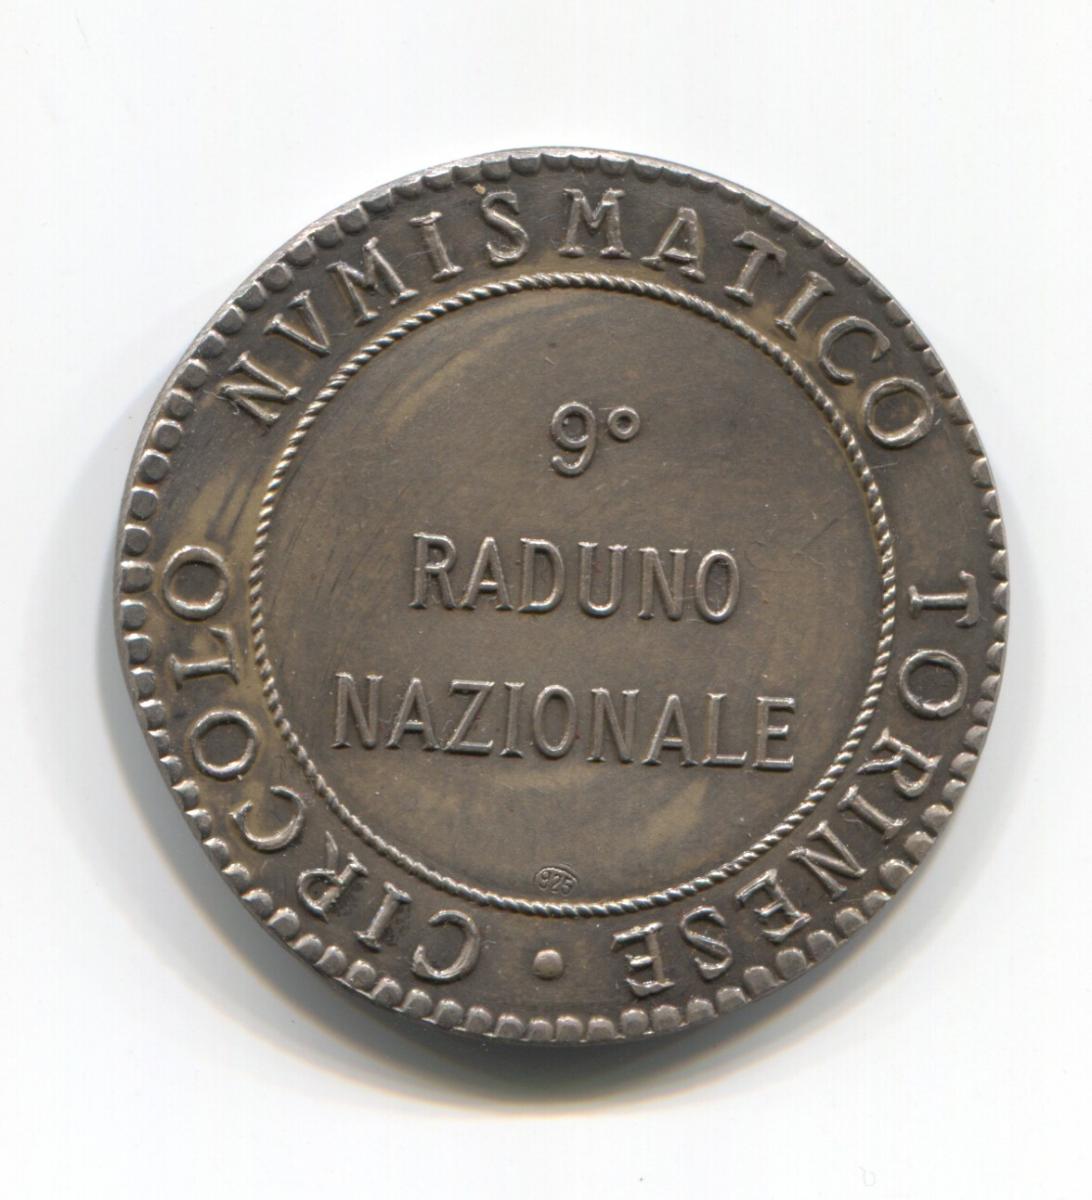 CIRCOLO NVMISMATICO TORINESE •
9°
RADUNO
NAZIONALE
925